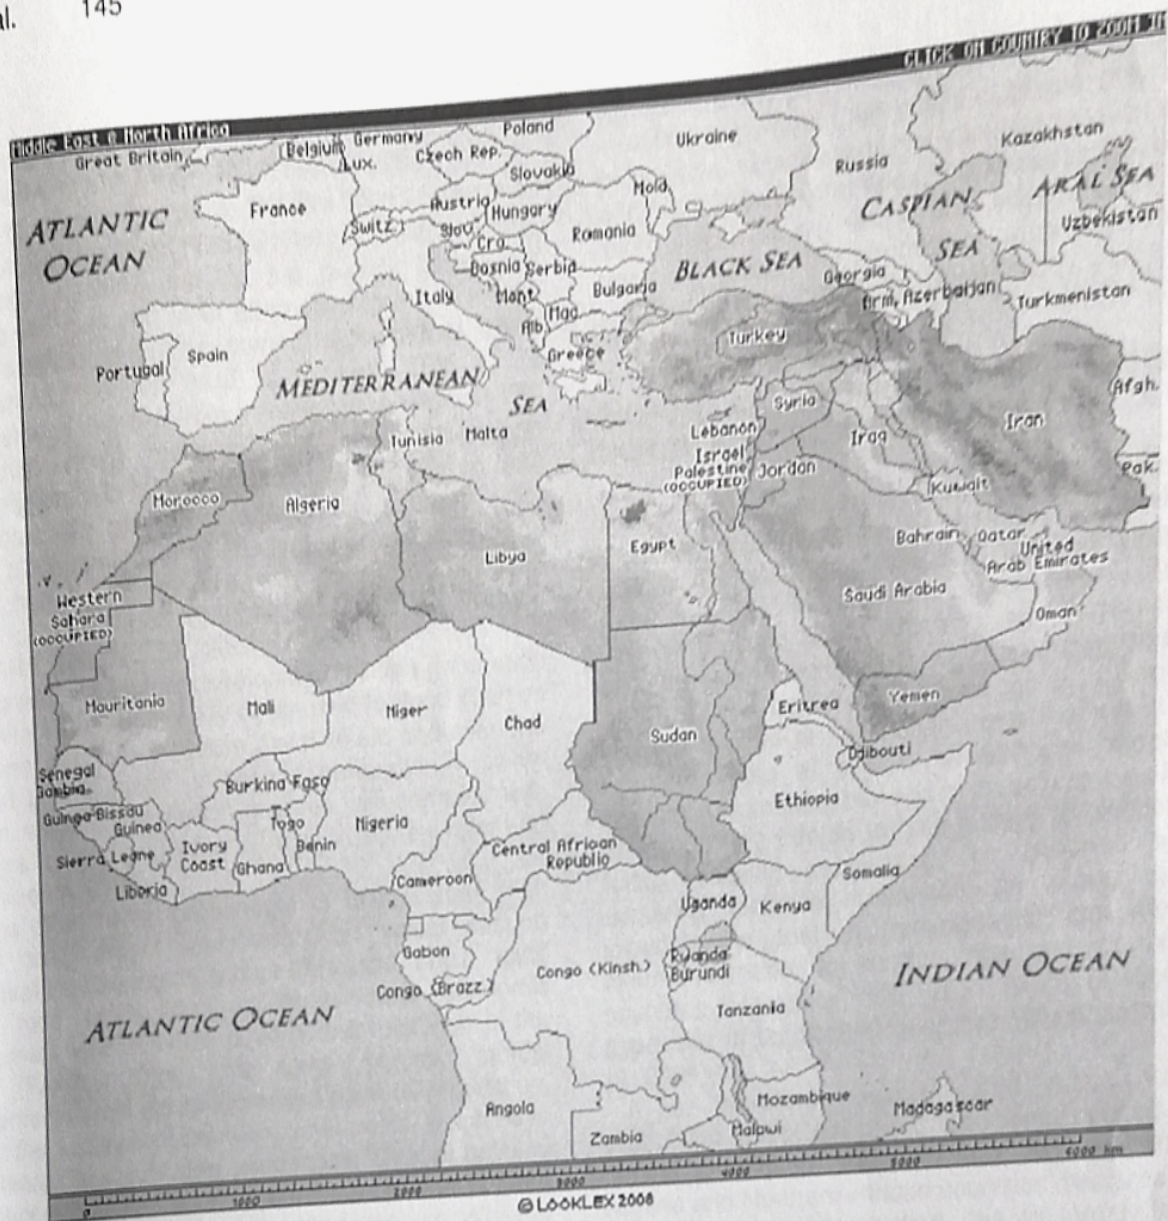 al. 145
CLICK ON COUNTRY TO ZOOM IN
Middle East & North Africa
Great Britain
Belgium
Germany
Lux.
Poland
Czech Rep.
Slovakia
Ukraine
Russia
Kazakhstan
ARAL SEA
Uzbekistan
CASPIAN
SEA
ATLANTIC
OCEAN
France
Switz
Austria
Hungary
Slov
Cro.
Bosnia
Serbia
Mont
Romania
Mold
Bulgaria
BLACK SEA
Georgia
Arm.
Azerbaijan
Turkmenistan
Italy
Mac
Alb
Greece
Turkey
Portugal
Spain
MEDITERRANEAN
SEA
Malta
Tunisia
Lebanon
Israel
Palestine
(OCCUPIED)
Syria
Jordan
Iraq
Iran
Afgh.
Pak.
Kuwait
Bahrain
Qatar
United
Arab Emirates
Saudi Arabia
Oman
Yemen
Morocco
Algeria
Libya
Egypt
Western
Sahara
(OCCUPIED)
Mauritania
Mali
Niger
Chad
Sudan
Eritrea
Djibouti
Ethiopia
Somalia
Senegal
Gambia
Guinea-Bissau
Guinea
Sierra Leone
Liberia
Ivory
Coast
Burkina Faso
Ghana
Togo
Benin
Nigeria
Cameroon
Central African
Republic
Uganda
Kenya
Gabon
Congo (Brazz)
Congo (Kinsh.)
Rwanda
Burundi
Tanzania
INDIAN OCEAN
ATLANTIC OCEAN
Angola
Zambia
Malawi
Mozambique
Madagascar
0 1000 2000 3000 4000 5000 6000 km
© LOOKLEX 2008